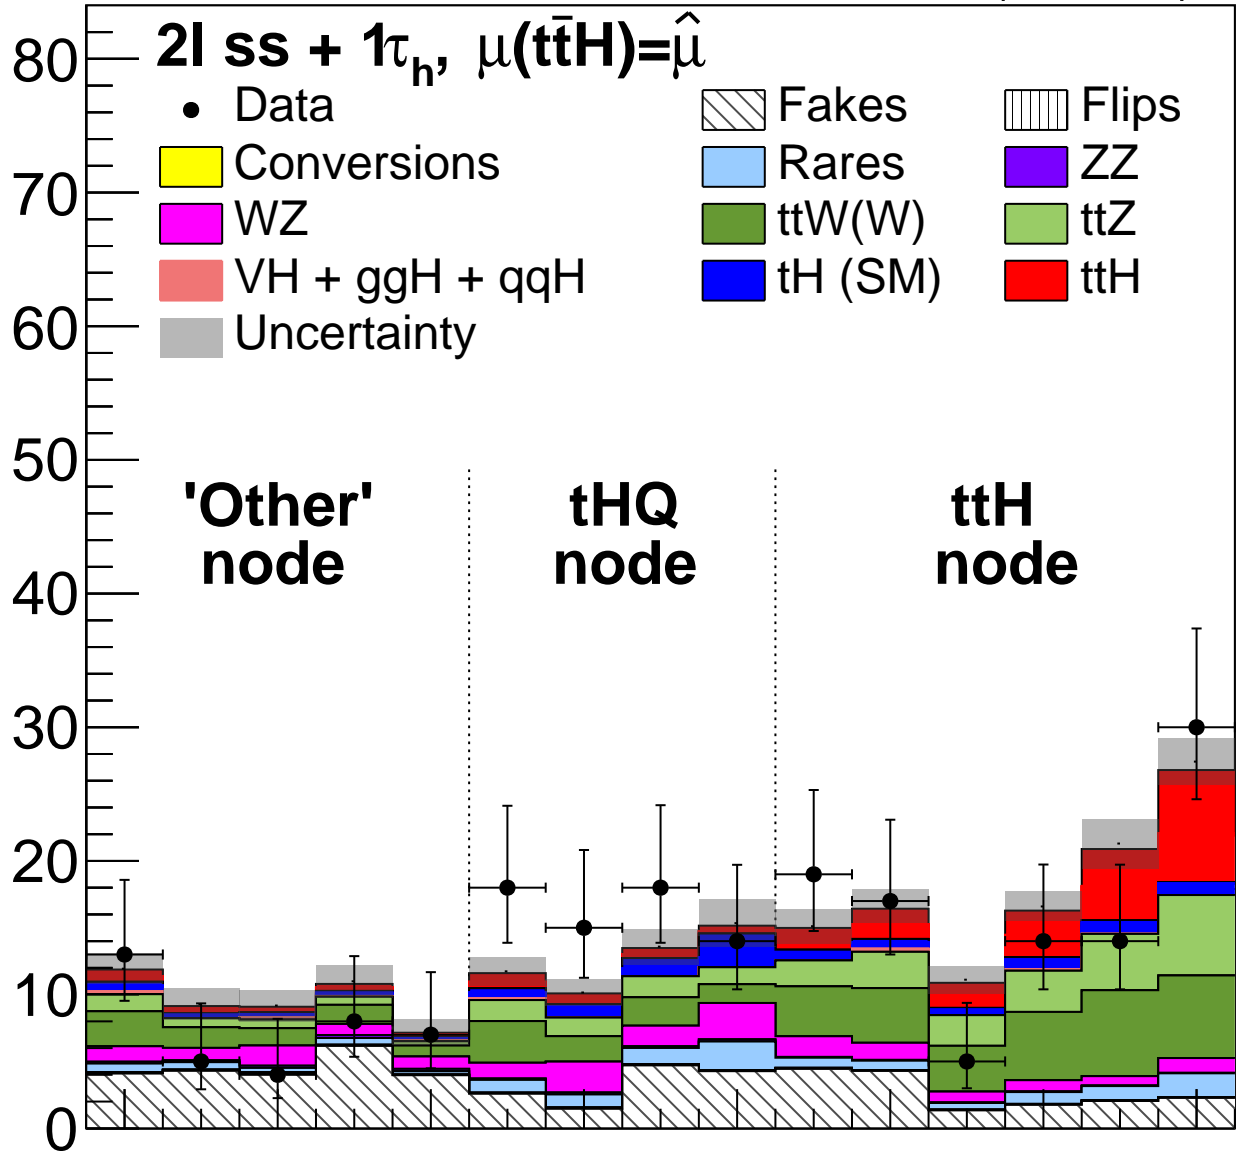 2l ss + 1τh, μ(tt̄H)=μ̂
Data
Fakes
Flips
Conversions
Rares
ZZ
WZ
ttW(W)
ttZ
VH + ggH + qqH
tH (SM)
ttH
Uncertainty
'Other' node
tHQ node
ttH node
80
70
60
50
40
30
20
10
0